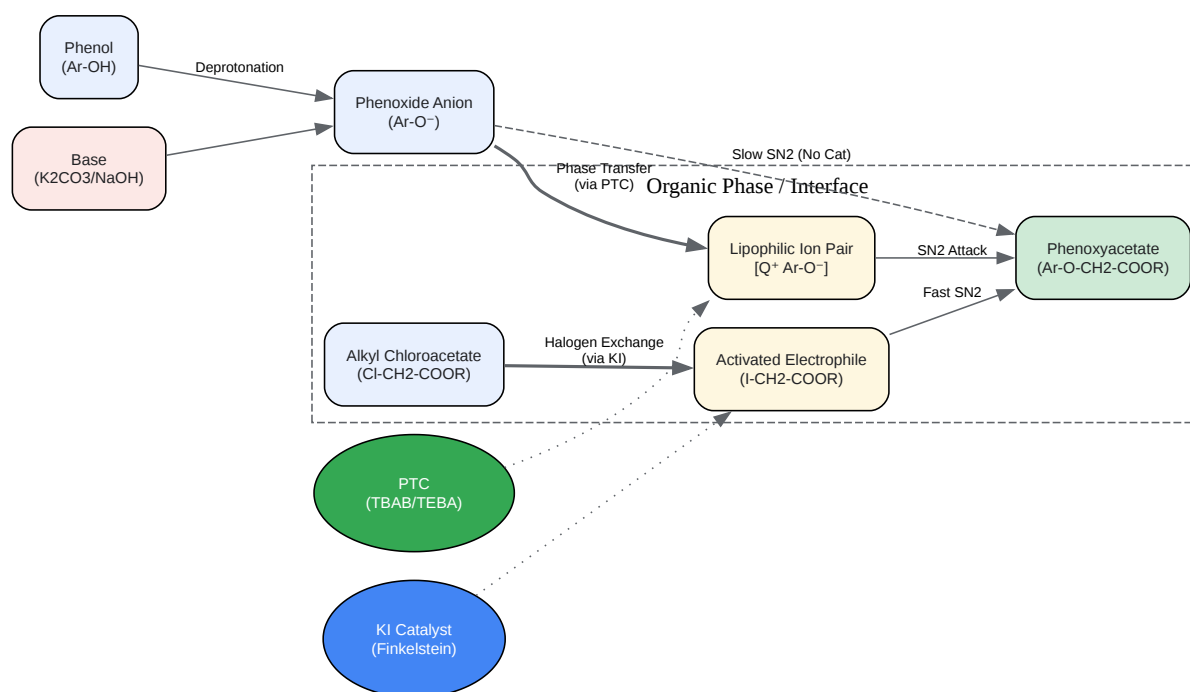 Phenol
(Ar-OH)
Deprotonation
Base
(K2CO3/NaOH)
Phenoxide Anion
(Ar-O⁻)
Slow SN2 (No Cat)
Phase Transfer
(via PTC)
Organic Phase / Interface
Lipophilic Ion Pair
[Q⁺ Ar-O⁻]
SN2 Attack
Phenoxyacetate
(Ar-O-CH2-COOR)
Fast SN2
Alkyl Chloroacetate
(Cl-CH2-COOR)
Halogen Exchange
(via KI)
Activated Electrophile
(I-CH2-COOR)
PTC
(TBAB/TEBA)
KI Catalyst
(Finkelstein)